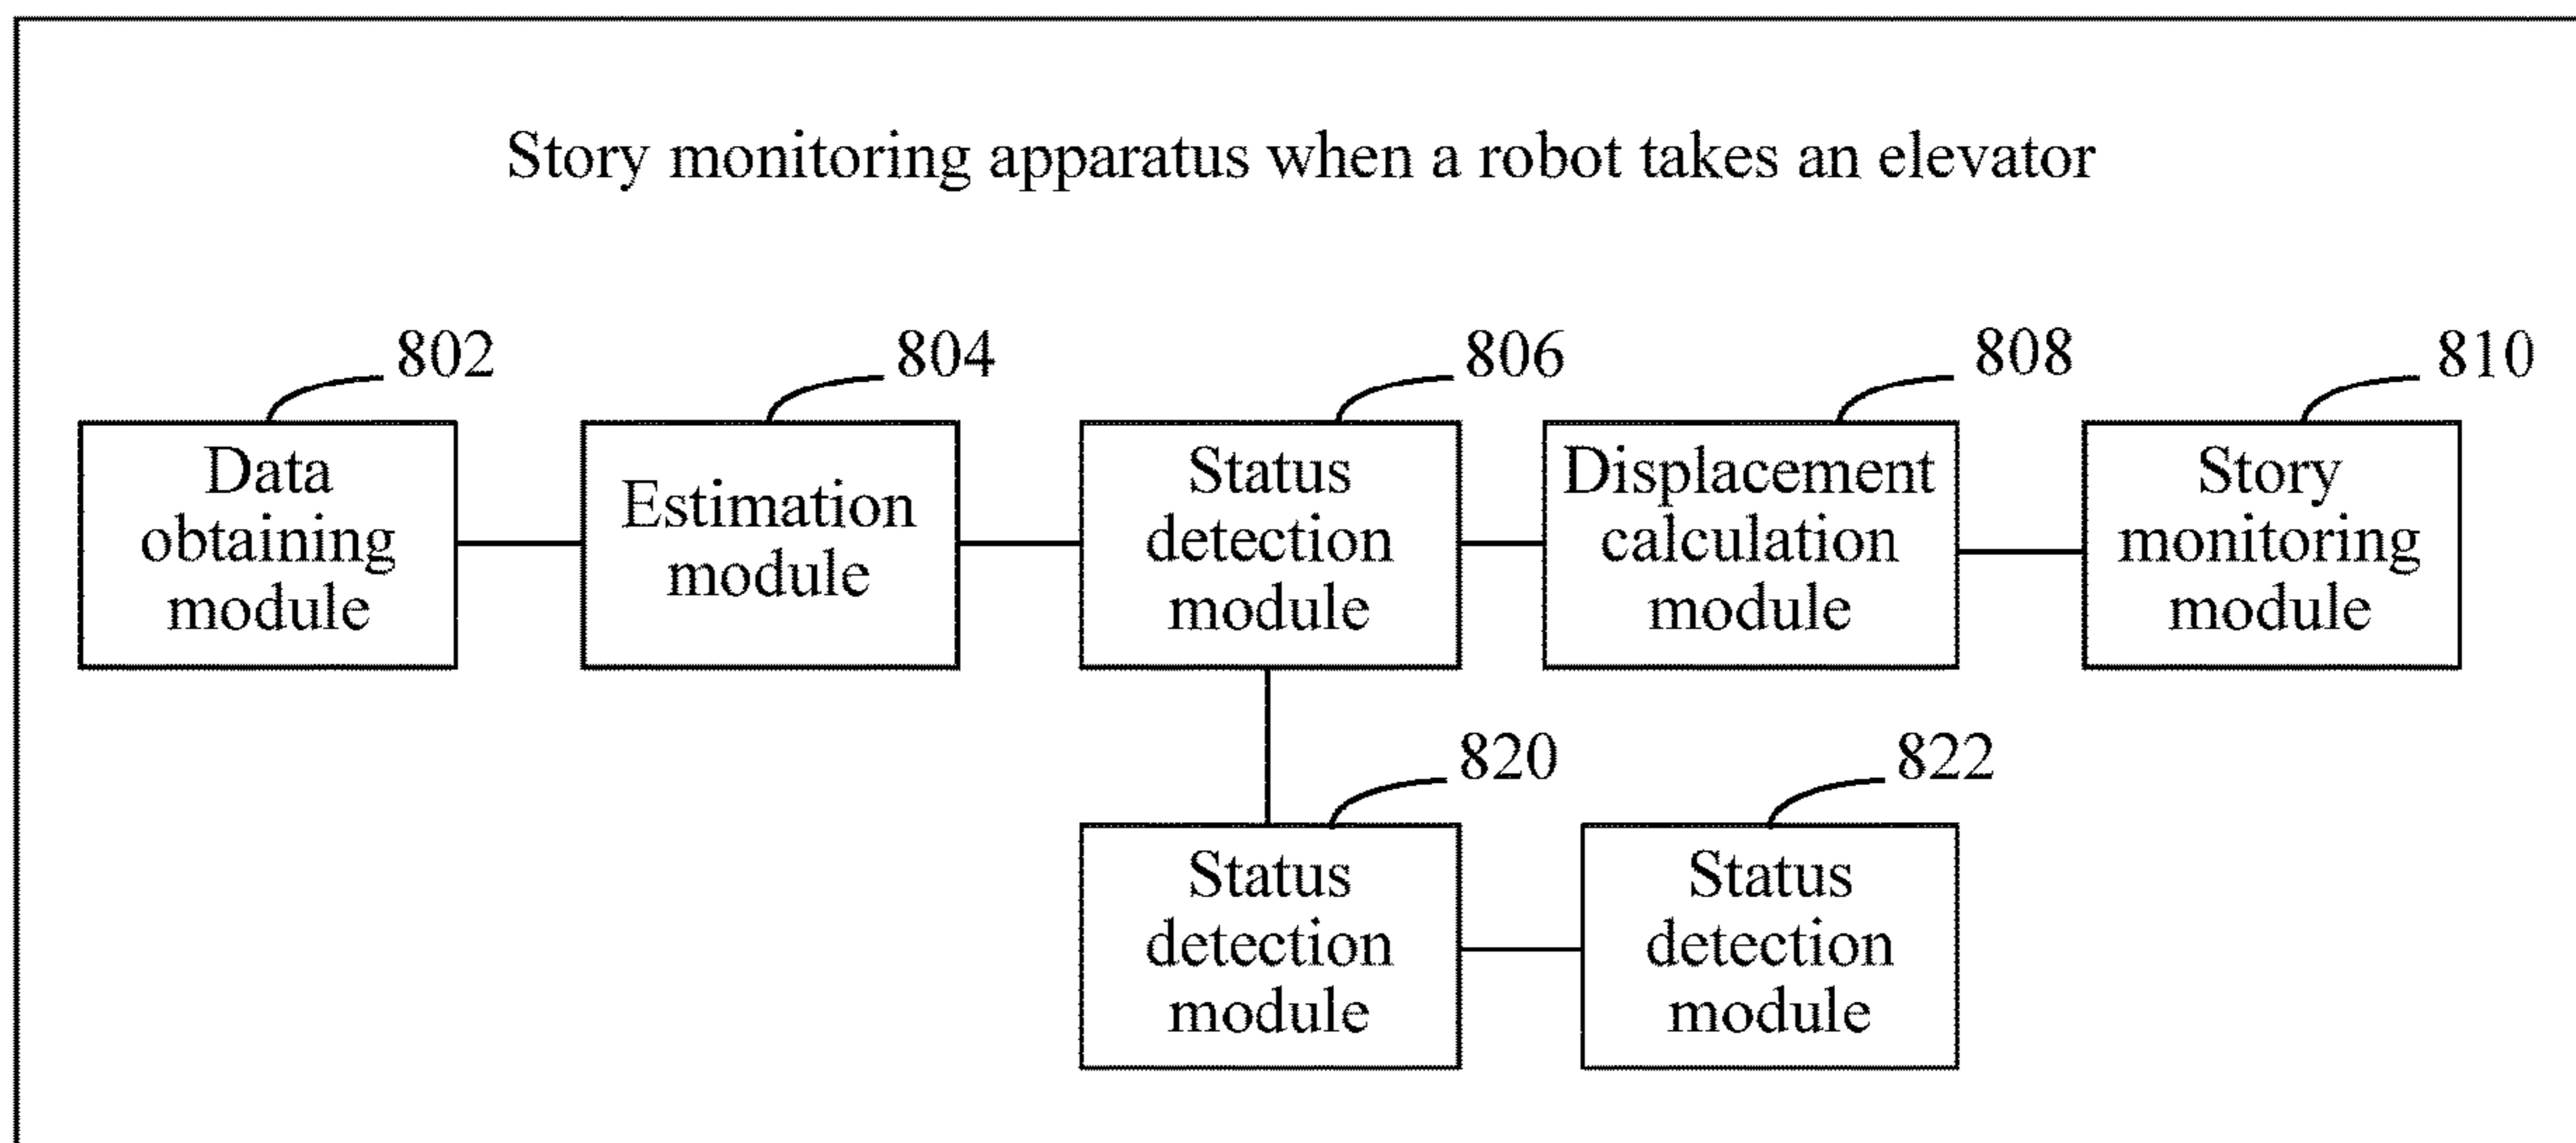 Story monitoring apparatus when a robot takes an elevator
802
804
806
808
810
Data
obtaining
module
Estimation
module
Status
detection
module
Displacement
calculation
module
Story
monitoring
module
820
822
Status
detection
module
Status
detection
module